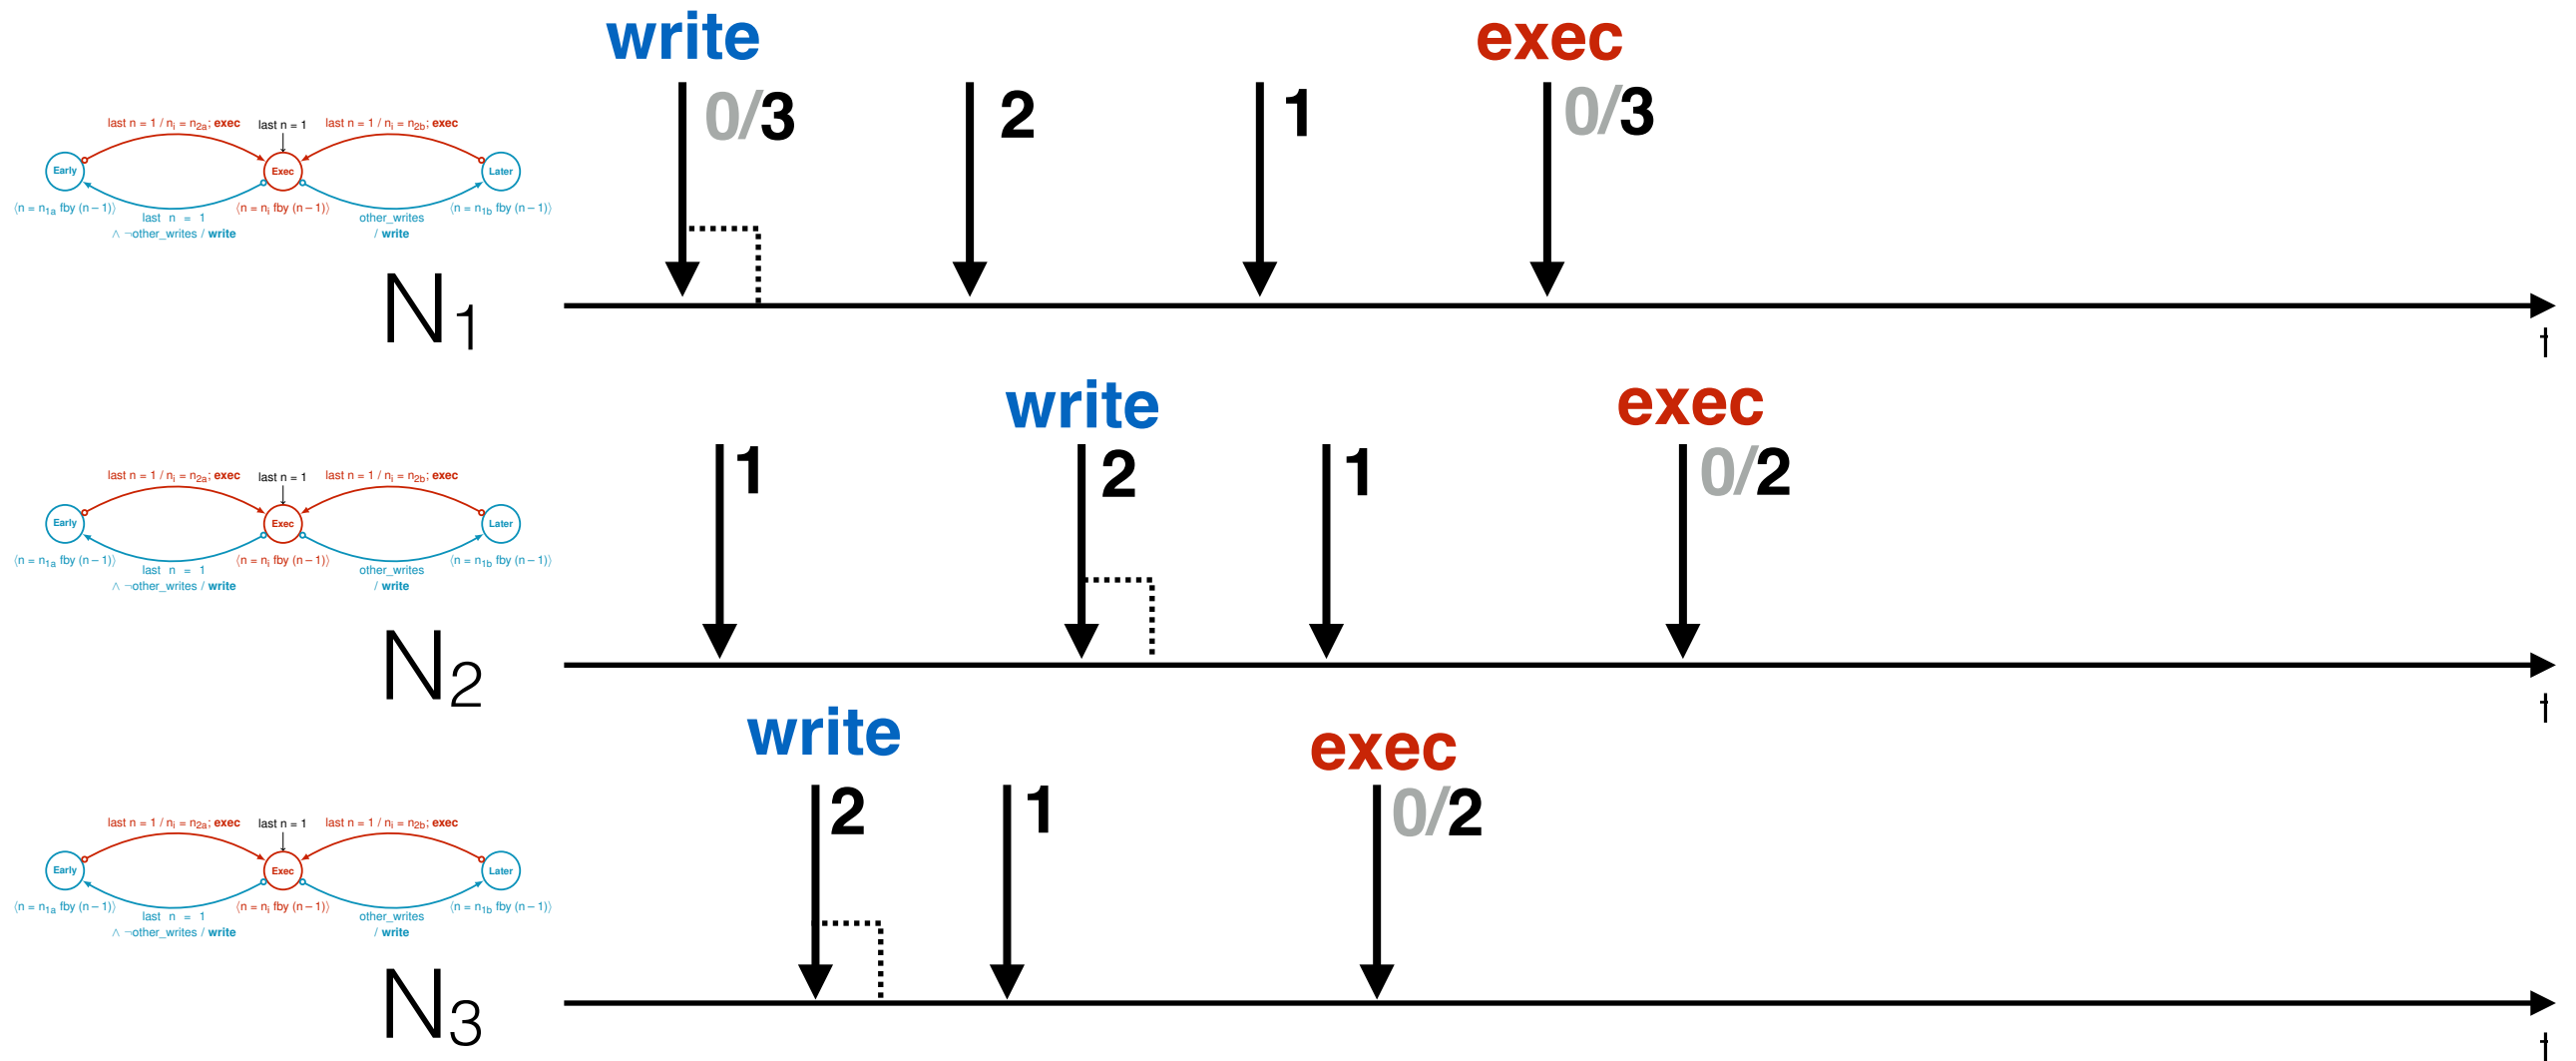 write exec
0/3 2 1 0/3
last n = 1 / nᵢ = n₂ₐ; exec last n = 1 last n = 1 / nᵢ = n₂b; exec
Early Exec Later
⟨n = n₁ₐ fby (n – 1)⟩ ⟨n = nᵢ fby (n – 1)⟩ ⟨n = n₁b fby (n – 1)⟩
last n = 1 other_writes
∧ ¬other_writes / write / write
N₁
t
write exec
1 2 1 0/2
last n = 1 / nᵢ = n₂ₐ; exec last n = 1 last n = 1 / nᵢ = n₂b; exec
Early Exec Later
⟨n = n₁ₐ fby (n – 1)⟩ ⟨n = nᵢ fby (n – 1)⟩ ⟨n = n₁b fby (n – 1)⟩
last n = 1 other_writes
∧ ¬other_writes / write / write
N₂
t
write exec
2 1 0/2
last n = 1 / nᵢ = n₂ₐ; exec last n = 1 last n = 1 / nᵢ = n₂b; exec
Early Exec Later
⟨n = n₁ₐ fby (n – 1)⟩ ⟨n = nᵢ fby (n – 1)⟩ ⟨n = n₁b fby (n – 1)⟩
last n = 1 other_writes
∧ ¬other_writes / write / write
N₃
t